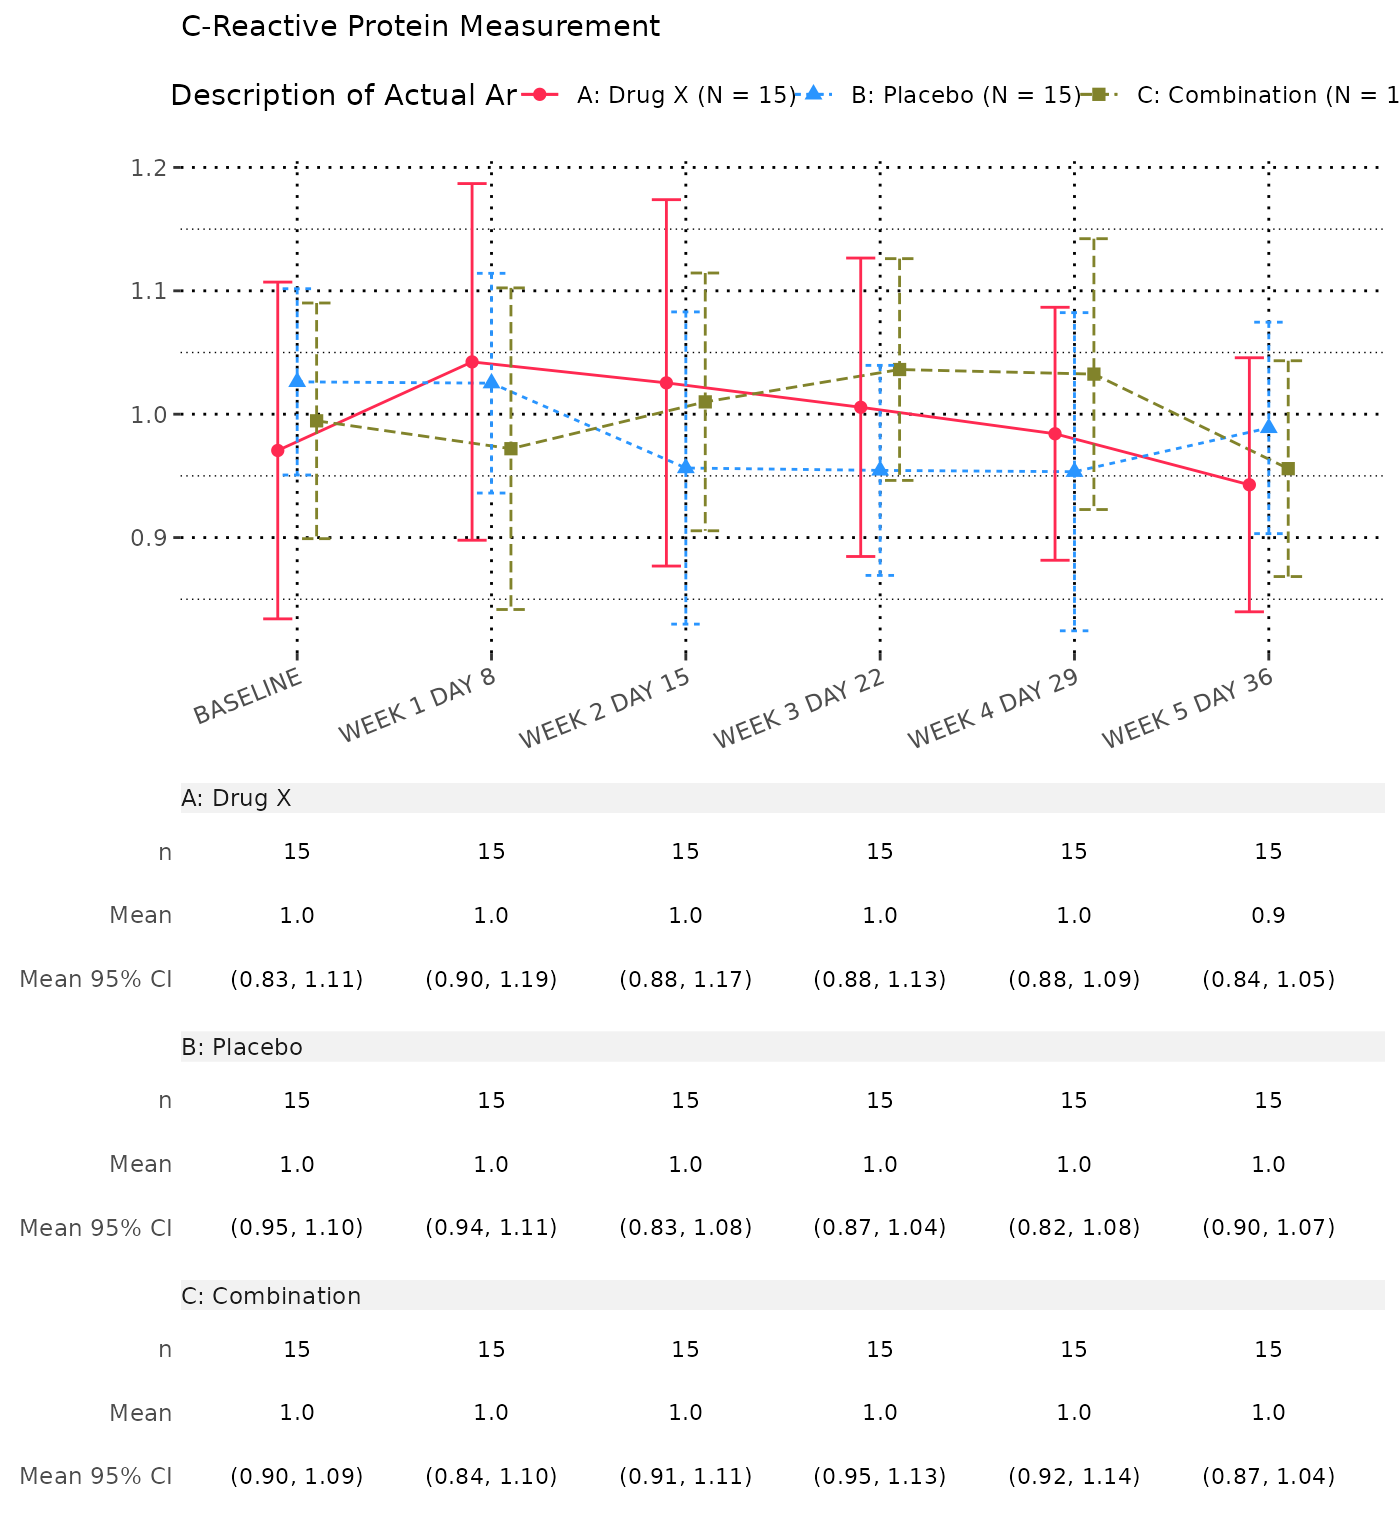 C-Reactive Protein Measurement
Description of Actual Ar A: Drug X (N = 15) B: Placebo (N = 15) C: Combination (N = 1
1.2
1.1
1.0
0.9
BASELINE WEEK 1 DAY 8 WEEK 2 DAY 15 WEEK 3 DAY 22 WEEK 4 DAY 29 WEEK 5 DAY 36
A: Drug X
n 15 15 15 15 15 15
Mean 1.0 1.0 1.0 1.0 1.0 0.9
Mean 95% CI (0.83, 1.11) (0.90, 1.19) (0.88, 1.17) (0.88, 1.13) (0.88, 1.09) (0.84, 1.05)
B: Placebo
n 15 15 15 15 15 15
Mean 1.0 1.0 1.0 1.0 1.0 1.0
Mean 95% CI (0.95, 1.10) (0.94, 1.11) (0.83, 1.08) (0.87, 1.04) (0.82, 1.08) (0.90, 1.07)
C: Combination
n 15 15 15 15 15 15
Mean 1.0 1.0 1.0 1.0 1.0 1.0
Mean 95% CI (0.90, 1.09) (0.84, 1.10) (0.91, 1.11) (0.95, 1.13) (0.92, 1.14) (0.87, 1.04)